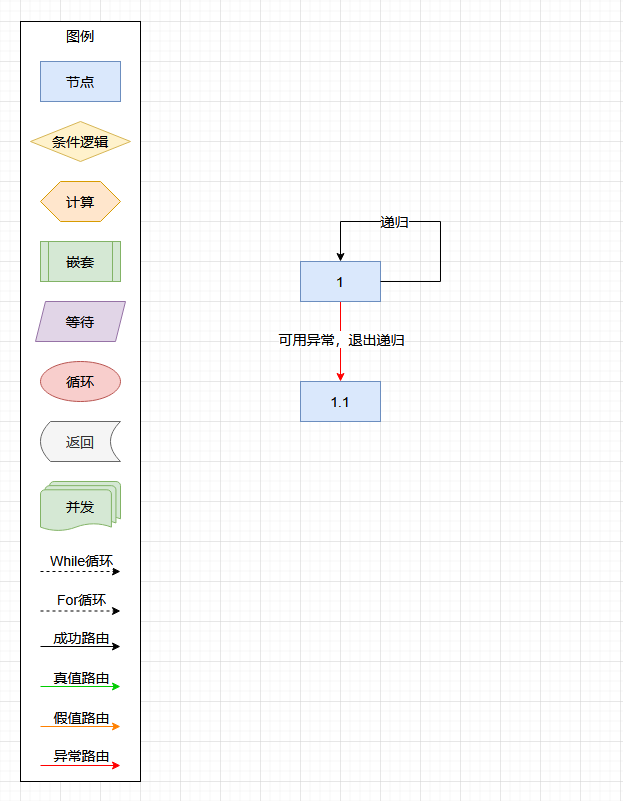 图例
节点
条件逻辑
计算
嵌套
等待
循环
返回
并发
While循环
For循环
成功路由
真值路由
假值路由
异常路由
递归
1
可用异常，退出递归
1.1